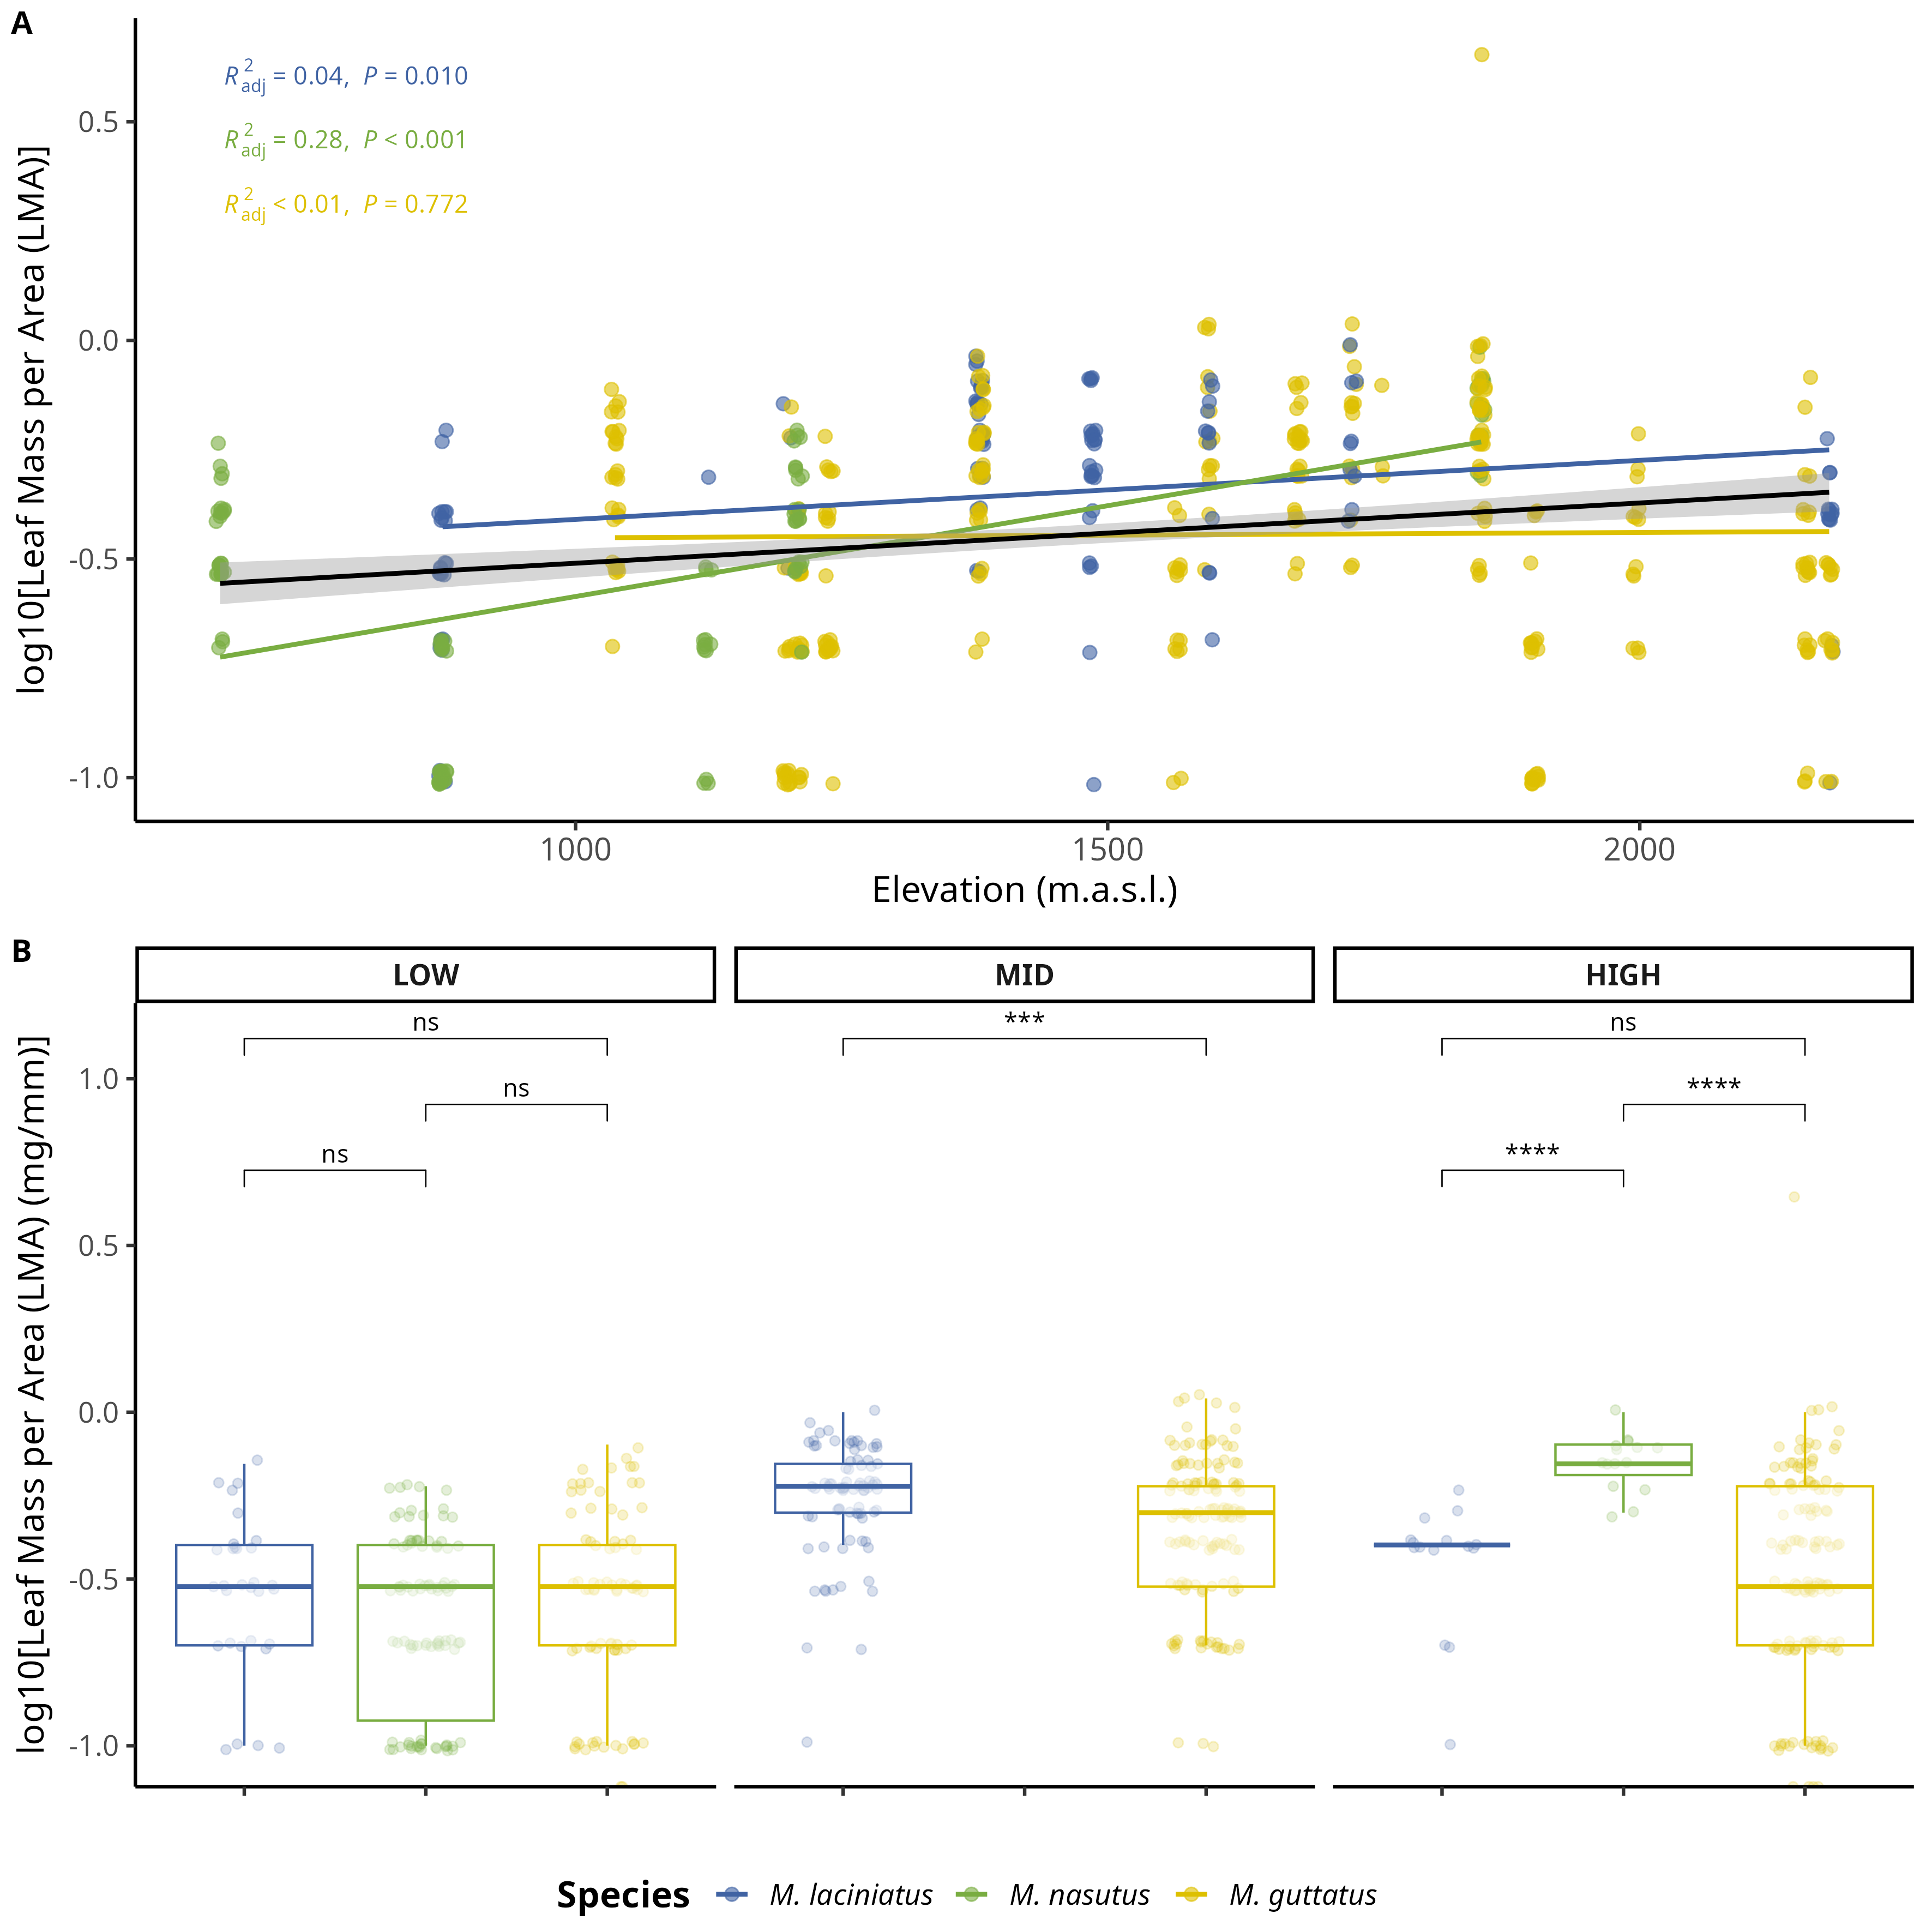 A
R²adj = 0.04, P = 0.010
R²adj = 0.28, P < 0.001
R²adj < 0.01, P = 0.772
log10[Leaf Mass per Area (LMA)]
0.5
0.0
-0.5
-1.0
1000 1500 2000
Elevation (m.a.s.l.)
B
LOW MID HIGH
ns *** ns
ns ****
ns ****
log10[Leaf Mass per Area (LMA) (mg/mm)]
1.0
0.5
0.0
-0.5
-1.0
Species M. laciniatus M. nasutus M. guttatus